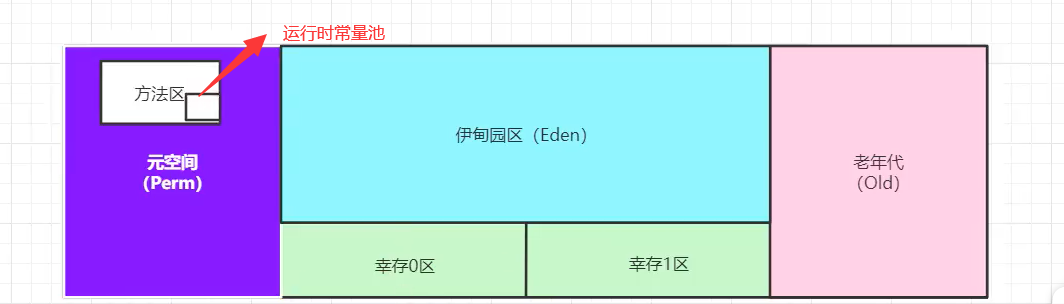 运行时常量池
方法区
元空间
（Perm）
伊甸园区（Eden）
老年代
（Old）
幸存0区
幸存1区